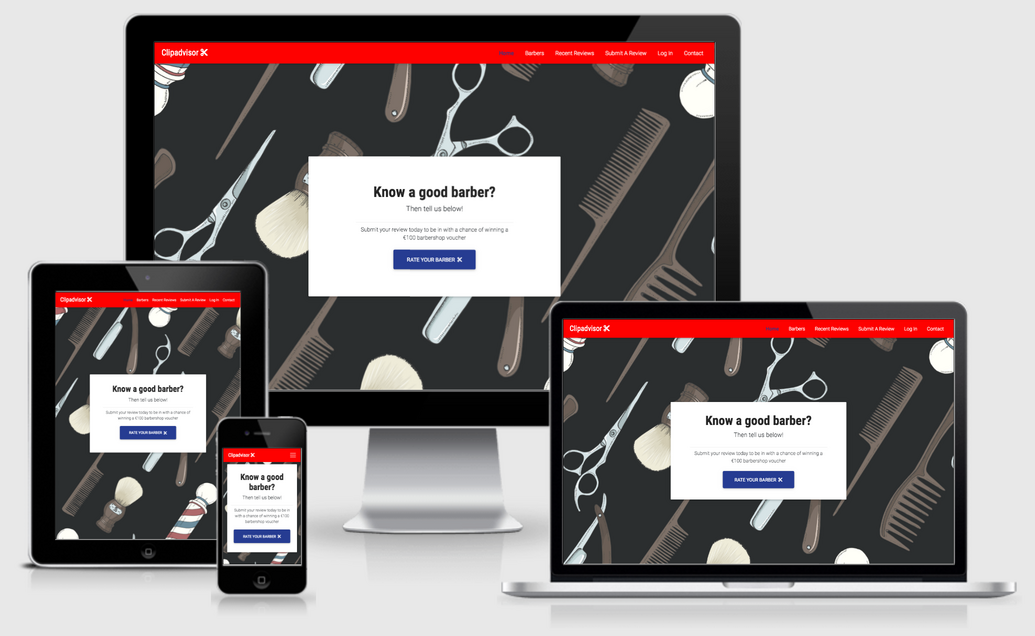 Clipadvisor
Home Barbers Recent Reviews Submit A Review Log In Contact
Know a good barber?
Then tell us below!
Submit your review today to be in with a chance of winning a
€100 barbershop voucher
RATE YOUR BARBER
Clipadvisor
Home Barbers Recent Reviews Submit A Review Log In Contact
Know a good barber?
Then tell us below!
Submit your review today to be in with a chance of
winning a €100 barbershop voucher
RATE YOUR BARBER
Clipadvisor
Know a good
barber?
Then tell us below!
Submit your review today to be in
with a chance of winning a €100
barbershop voucher
RATE YOUR BARBER
Clipadvisor
Home Barbers Recent Reviews Submit A Review Log In Contact
Know a good barber?
Then tell us below!
Submit your review today to be in with a chance of winning a
€100 barbershop voucher
RATE YOUR BARBER